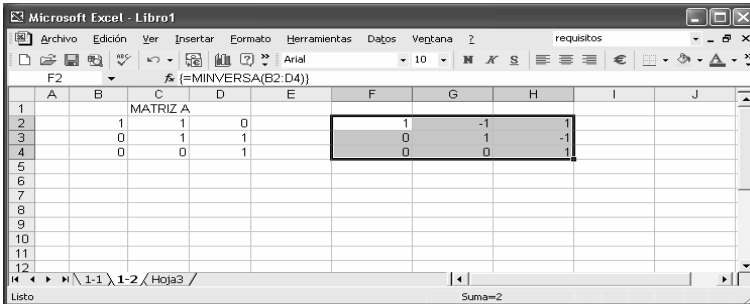 Microsoft Excel - Libro1
Archivo Edición Ver Insertar Formato Herramientas Datos Ventana ? requisitos
Arial 10 N K S €
F2 fx {=MINVERSA(B2:D4)}
A B C D E F G H I J
1 MATRIZ A
2 1 1 0 1 -1 1
3 0 1 1 0 1 -1
4 0 0 1 0 0 1
5
6
7
8
9
10
11
12
1-1 1-2 Hoja3
Listo Suma=2